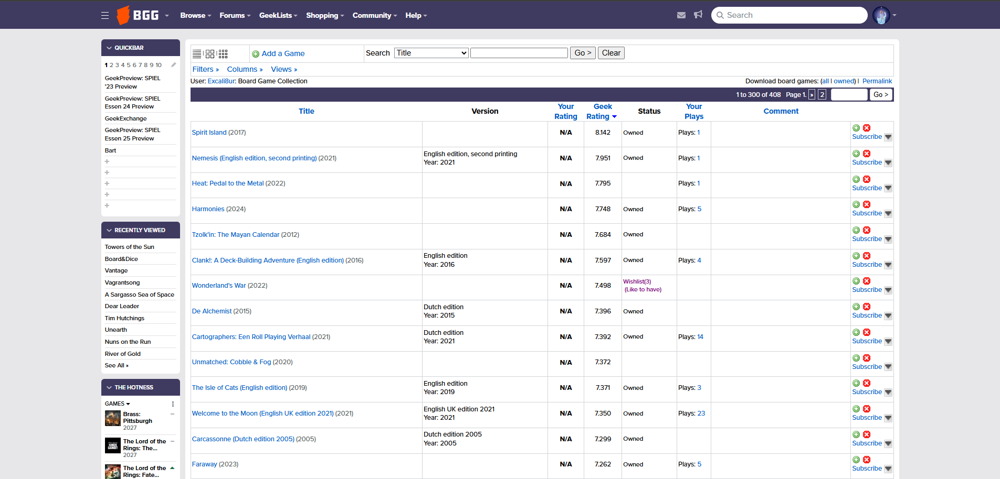 BGG Browse Forums GeekLists Shopping Community Help Search
QUICKBAR
1 2 3 4 5 6 7 8 9 10
GeekPreview: SPIEL
'23 Preview
GeekPreview: SPIEL
Essen 24 Preview
GeekExchange
GeekPreview: SPIEL
Essen 25 Preview
Bart
RECENTLY VIEWED
Towers of the Sun
Board&Dice
Vantage
Vagrantsong
A Sargasso Sea of Space
Dear Leader
Tim Hutchings
Unearth
Nuns on the Run
River of Gold
See All »
THE HOTNESS
GAMES
Brass:
Pittsburgh
2027
The Lord of the
Rings: The...
2027
The Lord of the
Rings: Fate...
Add a Game Search Title Go > Clear
Filters » Columns » Views »
User: Excali8ur: Board Game Collection Download board games: (all | owned) | Permalink
1 to 300 of 408 Page 1. » 2 Go >
Title Version Your Rating Geek Rating Status Your Plays Comment
Spirit Island (2017) N/A 8.142 Owned Plays: 1 Subscribe
Nemesis (English edition, second printing) (2021) English edition, second printing Year: 2021 N/A 7.951 Owned Plays: 1 Subscribe
Heat: Pedal to the Metal (2022) N/A 7.795 Plays: 1 Subscribe
Harmonies (2024) N/A 7.748 Owned Plays: 5 Subscribe
Tzolk'in: The Mayan Calendar (2012) N/A 7.684 Owned Subscribe
Clank!: A Deck-Building Adventure (English edition) (2016) English edition Year: 2016 N/A 7.597 Owned Plays: 4 Subscribe
Wonderland's War (2022) N/A 7.498 Wishlist(3) (Like to have) Subscribe
De Alchemist (2015) Dutch edition Year: 2015 N/A 7.396 Owned Subscribe
Cartographers: Een Roll Playing Verhaal (2021) Dutch edition Year: 2021 N/A 7.392 Owned Plays: 14 Subscribe
Unmatched: Cobble & Fog (2020) N/A 7.372 Subscribe
The Isle of Cats (English edition) (2019) English edition Year: 2019 N/A 7.371 Owned Plays: 3 Subscribe
Welcome to the Moon (English UK edition 2021) (2021) English UK edition 2021 Year: 2021 N/A 7.350 Owned Plays: 23 Subscribe
Carcassonne (Dutch edition 2005) (2005) Dutch edition 2005 Year: 2005 N/A 7.299 Owned Subscribe
Faraway (2023) N/A 7.262 Owned Plays: 5 Subscribe